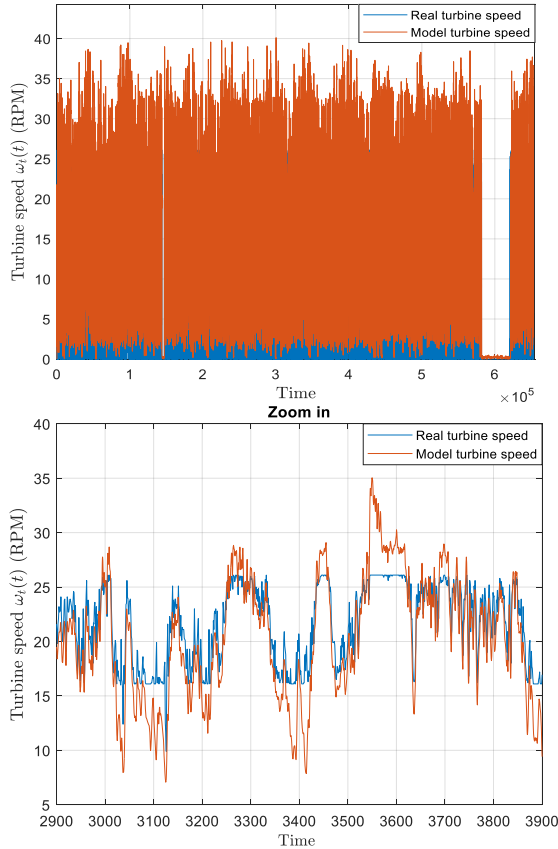 Real turbine speed
Model turbine speed
40
35
30
25
20
15
10
5
0
Turbine speed ωt(t) (RPM)
0 1 2 3 4 5 6
Time
×10^5
Zoom in
Real turbine speed
Model turbine speed
40
35
30
25
20
15
10
5
Turbine speed ωt(t) (RPM)
2900 3000 3100 3200 3300 3400 3500 3600 3700 3800 3900
Time